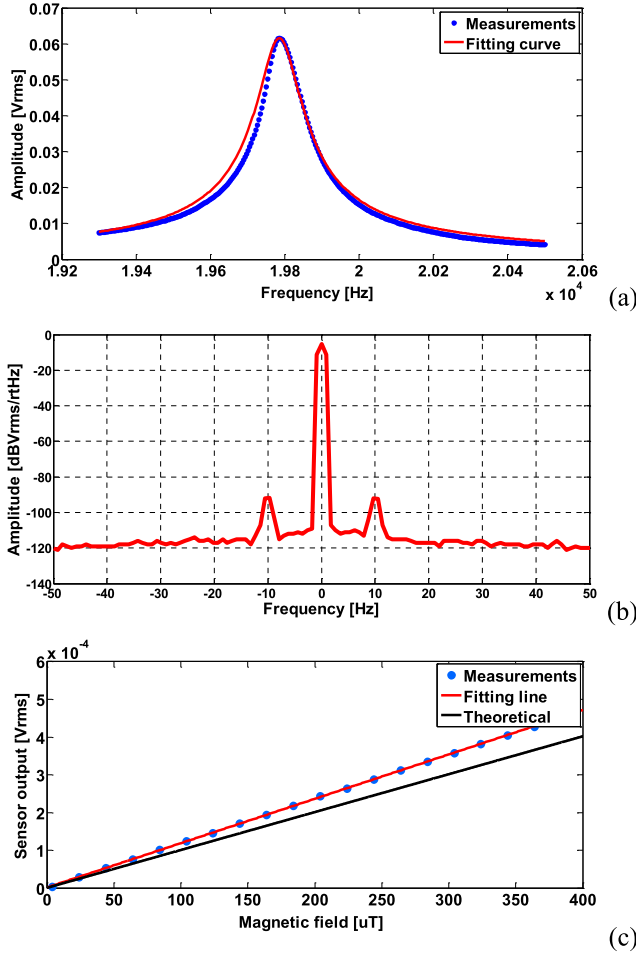 0.07
0.06
0.05
0.04
0.03
0.02
0.01
0
Amplitude [Vrms]
Measurements
Fitting curve
1.92 1.94 1.96 1.98 2 2.02 2.04 2.06
x 10^4
Frequency [Hz]
(a)
0
-20
-40
-60
-80
-100
-120
-140
Amplitude [dBVrms/rtHz]
-50 -40 -30 -20 -10 0 10 20 30 40 50
Frequency [Hz]
(b)
x 10^-4
6
5
4
3
2
1
0
Sensor output [Vrms]
Measurements
Fitting line
Theoretical
0 50 100 150 200 250 300 350 400
Magnetic field [uT]
(c)